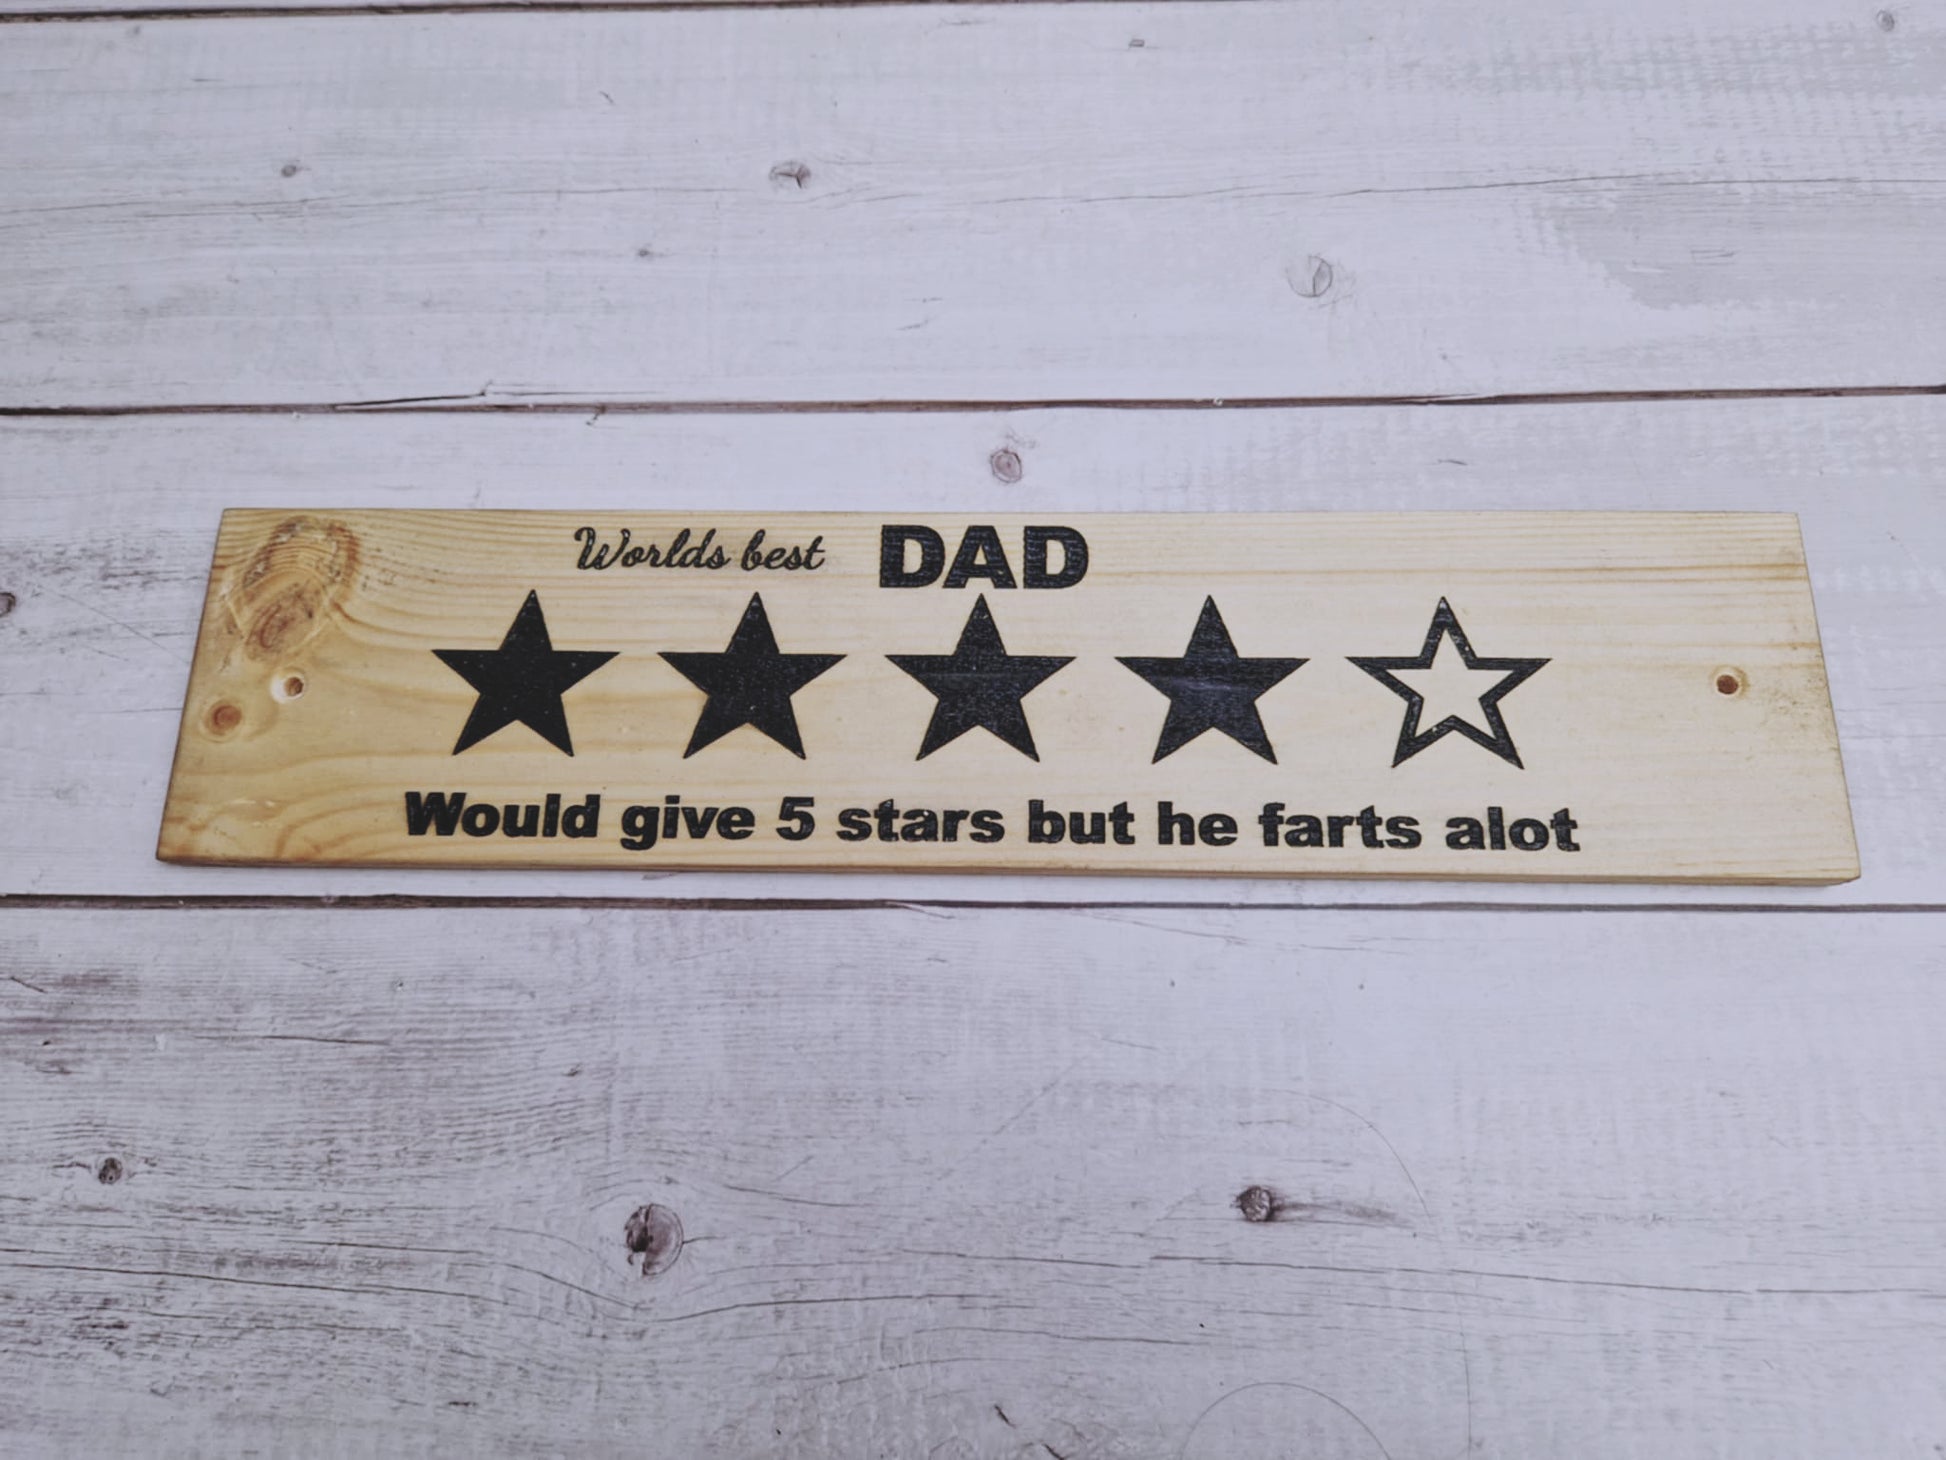 Worlds best DAD
Would give 5 stars but he farts alot